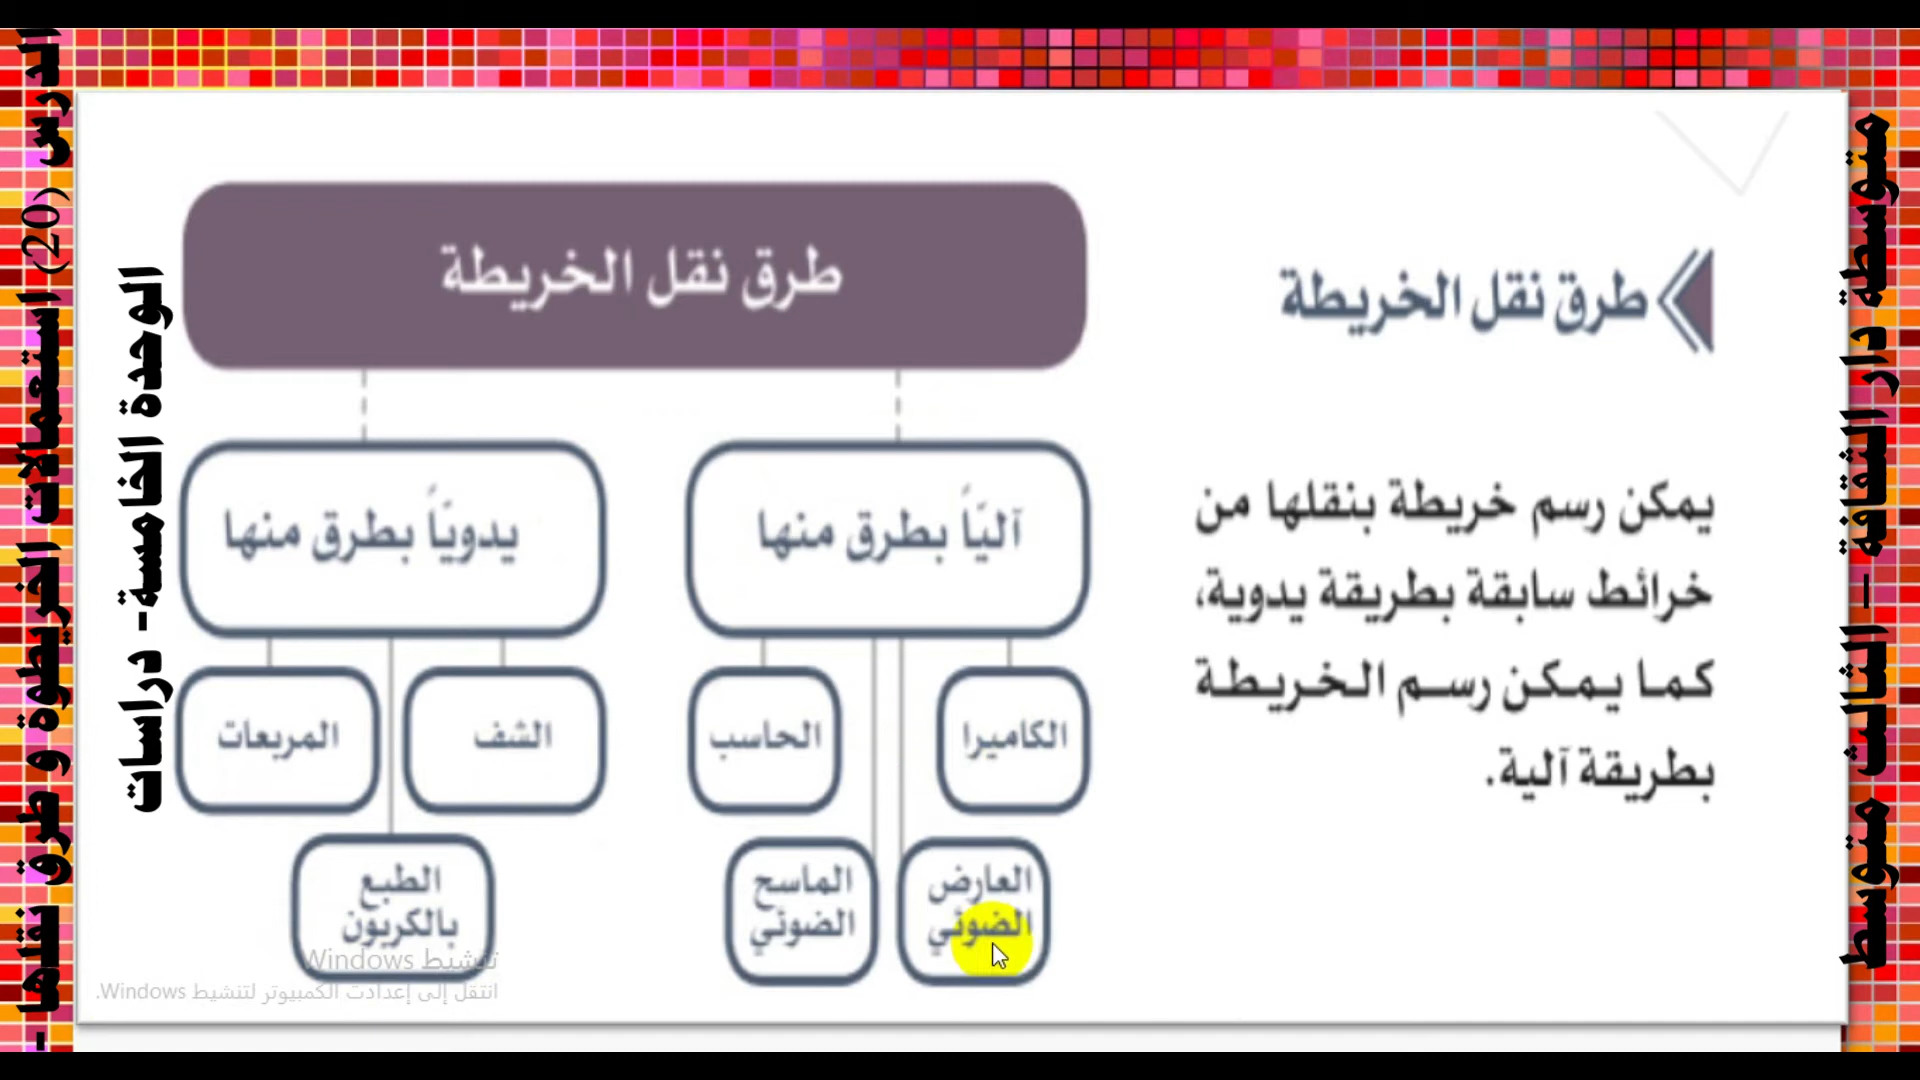 متوسطة دار الثقافة – الثالث متوسط
طرق نقل الخريطة
يمكن رسم خريطة بنقلها من
خرائط سابقة بطريقة يدوية،
كما يمكن رسم الخريطة
بطريقة آلية.
طرق نقل الخريطة
آليّاً بطرق منها
يدويّاً بطرق منها
الكاميرا
الحاسب
الشف
المربعات
العارض
الضوئي
الماسح
الضوئي
الطبع
بالكربون
تنشيط Windows
انتقل إلى إعدادت الكمبيوتر لتنشيط Windows.
الوحدة الخامسة- دراسات
الدرس (20) استعمالات الخريطوة و طرق نقلها -